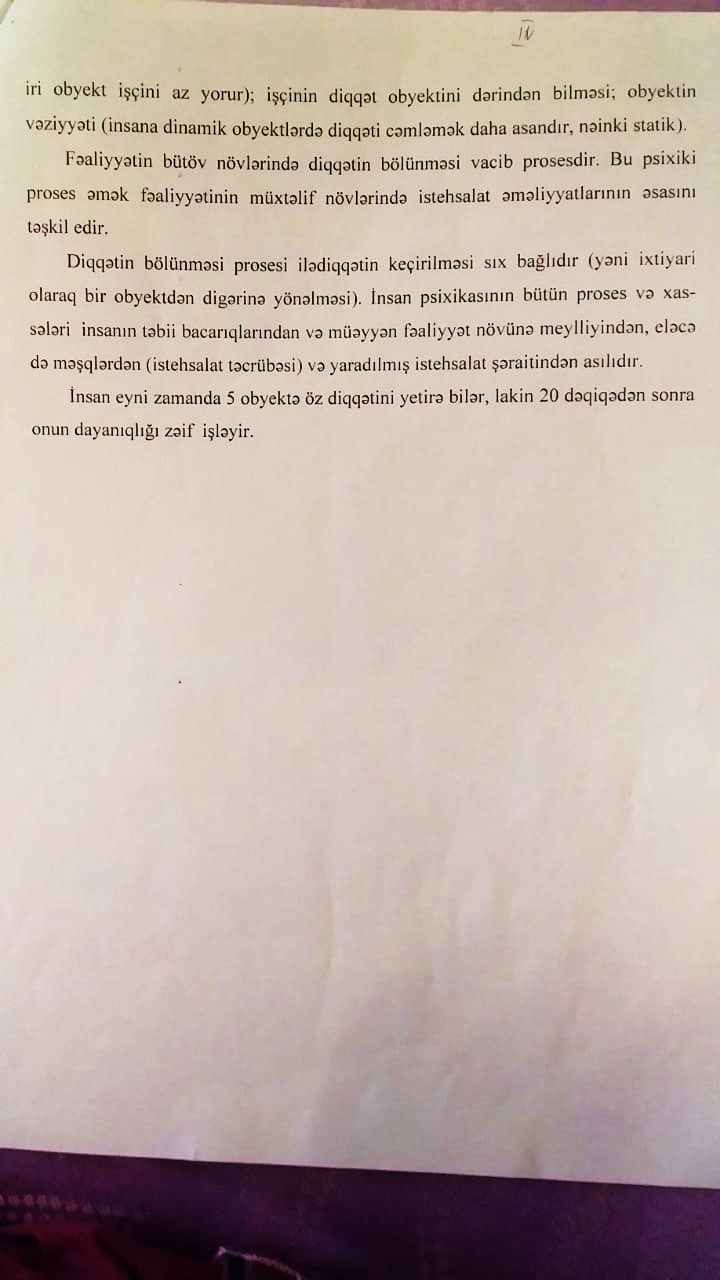 IV
iri obyekt işçini az yorur); işçinin diqqət obyektini dərindən bilməsi; obyektin
vəziyyəti (insana dinamik obyektlərdə diqqəti cəmləmək daha asandır, nəinki statik).
Fəaliyyətin bütöv növlərində diqqətin bölünməsi vacib prosesdir. Bu psixiki
proses əmək fəaliyyətinin müxtəlif növlərində istehsalat əməliyyatlarının əsasını
təşkil edir.
Diqqətin bölünməsi prosesi ilədiqqətin keçirilməsi sıx bağlıdır (yəni ixtiyari
olaraq bir obyektdən digərinə yönəlməsi). İnsan psixikasının bütün proses və xas-
sələri insanın təbii bacarıqlarından və müəyyən fəaliyyət növünə meylliyindən, eləcə
də məşqlərdən (istehsalat təcrübəsi) və yaradılmış istehsalat şəraitindən asılıdır.
İnsan eyni zamanda 5 obyektə öz diqqətini yetirə bilər, lakin 20 dəqiqədən sonra
onun dayanıqlığı zəif işləyir.